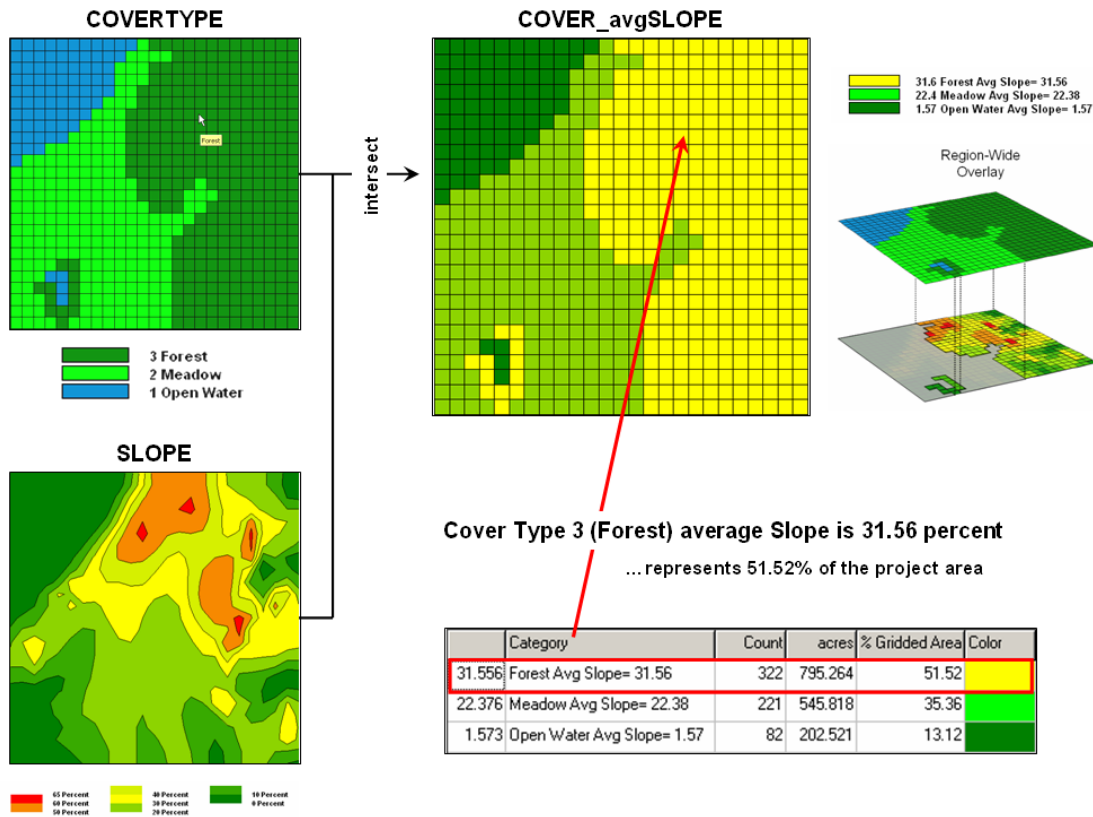 COVERTYPE
COVER_avgSLOPE
Forest
31.6 Forest Avg Slope= 31.56
22.4 Meadow Avg Slope= 22.38
1.57 Open Water Avg Slope= 1.57
intersect
Region-Wide
Overlay
3 Forest
2 Meadow
1 Open Water
SLOPE
Cover Type 3 (Forest) average Slope is 31.56 percent
...represents 51.52% of the project area
Category Count acres % Gridded Area Color
31.556 Forest Avg Slope= 31.56 322 795.264 51.52
22.376 Meadow Avg Slope= 22.38 221 545.818 35.36
1.573 Open Water Avg Slope= 1.57 82 202.521 13.12
65 Percent
60 Percent
50 Percent
40 Percent
30 Percent
20 Percent
10 Percent
0 Percent